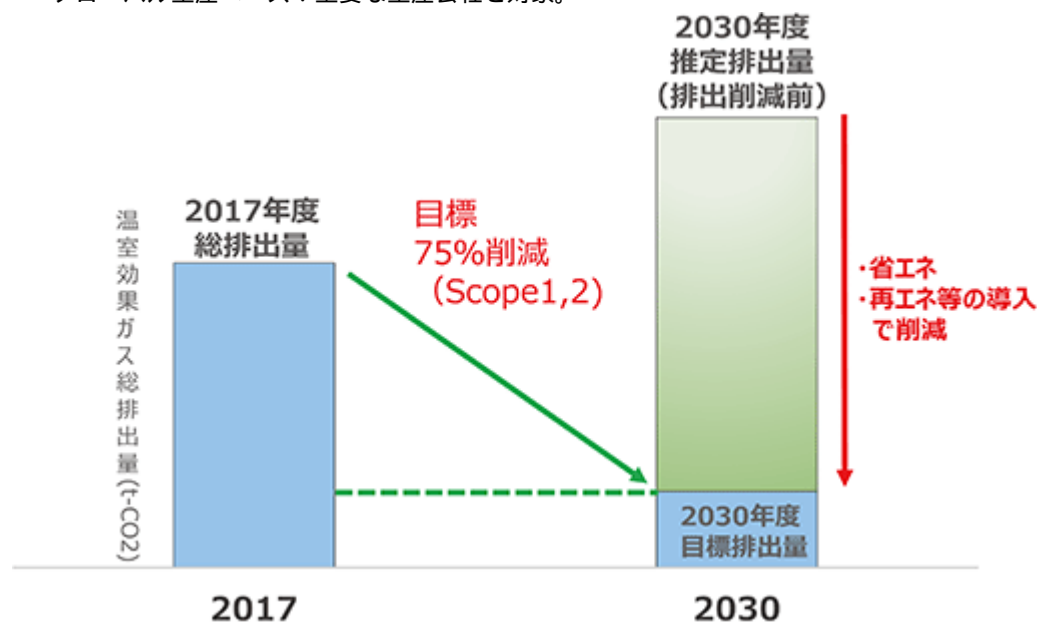 2030年度
推定排出量
（排出削減前）
2017年度
総排出量
目標
75%削減
（Scope1,2)
温室効果ガス総排出量(t-CO2)
・省エネ
・再エネ等の導入
で削減
2030年度
目標排出量
2017
2030